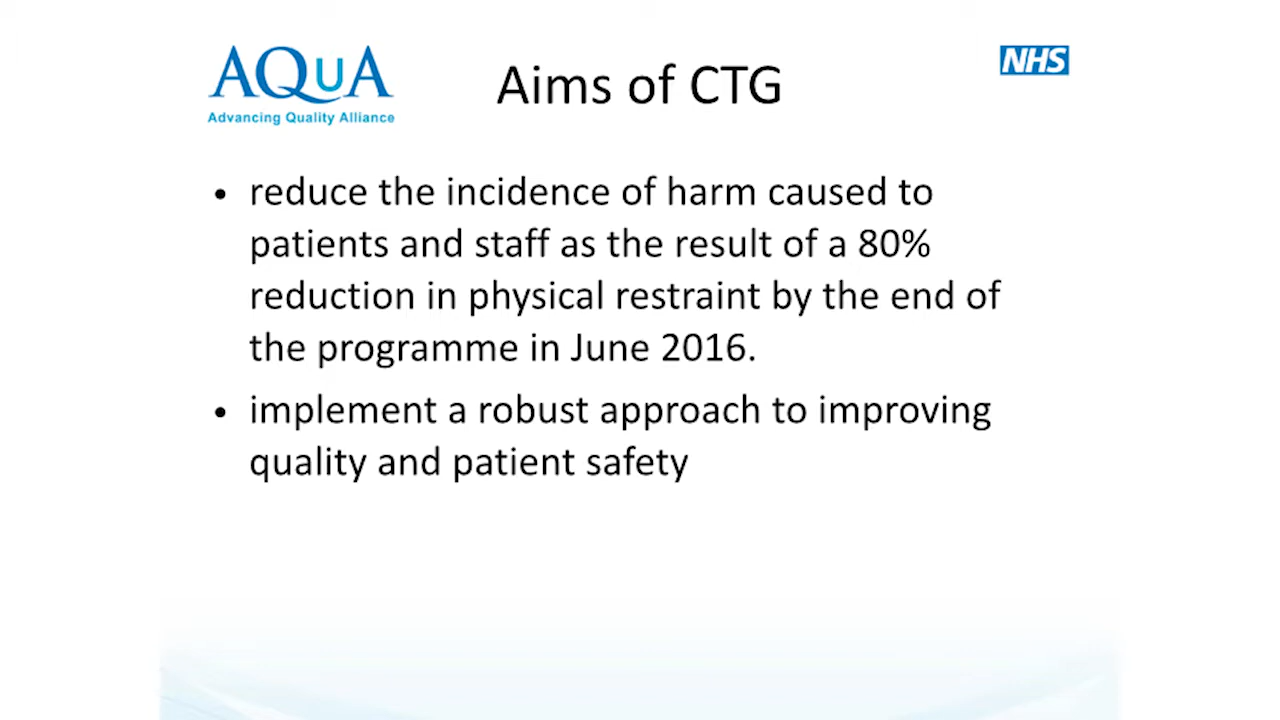 AQuA
Advancing Quality Alliance
Aims of CTG
NHS
• reduce the incidence of harm caused to
patients and staff as the result of a 80%
reduction in physical restraint by the end of
the programme in June 2016.
• implement a robust approach to improving
quality and patient safety